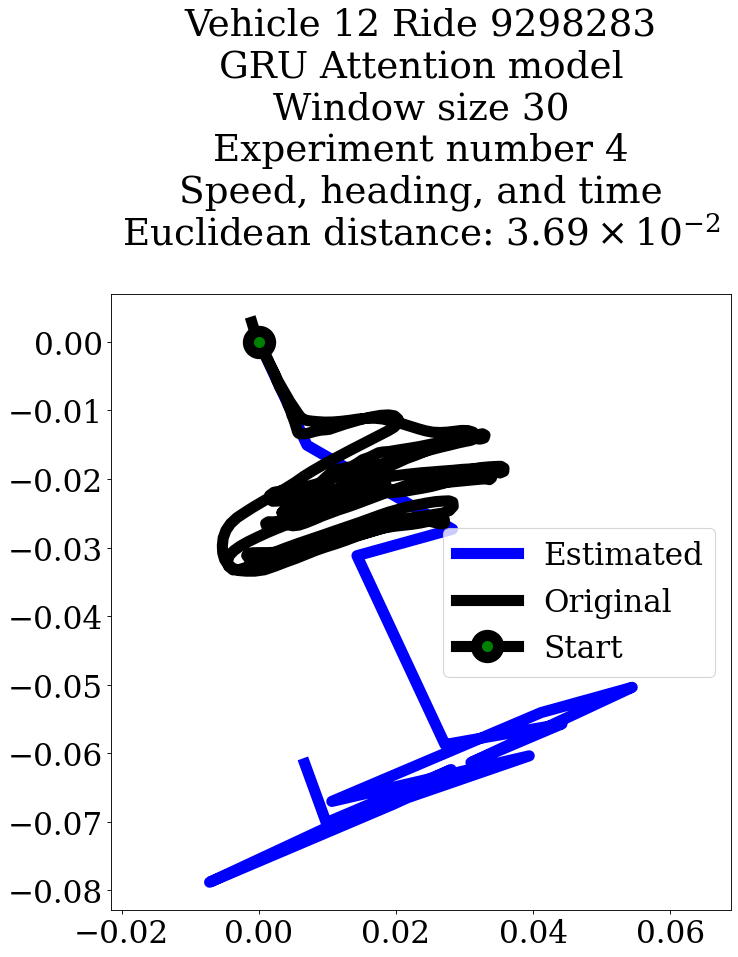 Vehicle 12 Ride 9298283
GRU Attention model
Window size 30
Experiment number 4
Speed, heading, and time
Euclidean distance: 3.69 × 10⁻²
0.00
−0.01
−0.02
−0.03
−0.04
−0.05
−0.06
−0.07
−0.08
Estimated
Original
Start
−0.02 0.00 0.02 0.04 0.06